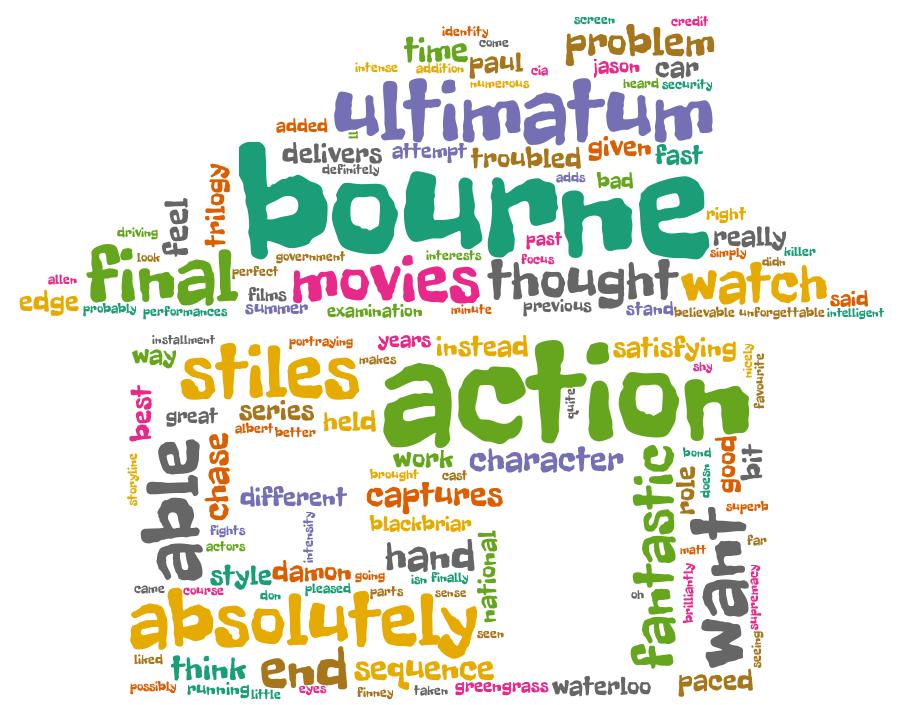 screen credit
identity
time come problem
intense addition paul cia jason car
numerous heard security
ultimatum
added
delivers attempt troubled given fast
definitely
adds bad
bourne
trilogy
feel
right
driving past really
look government interests focus simply didn killer
allen final perfect movies thought watch
edge films said
probably performances summer examination minute previous stand believable unforgettable intelligent
installment portraying years instead satisfying
way makes shy nicely
stiles action favourite
best great series held quite
albert better
work character
able chase storyline
brought cast
different captures
fights intensity blackbriar
actors
hand national
style damon going isn finally
came course don pleased parts sense
absolutely seen
liked think end sequence
possibly running little eyes finney taken greengrass waterloo paced
fantastic role bond doesn good bit
superb
want matt far
oh brilliantly supremacy
seeing